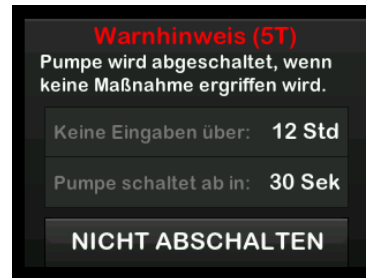 Warnhinweis (5T)
Pumpe wird abgeschaltet, wenn
keine Maßnahme ergriffen wird.
Keine Eingaben über: 12 Std
Pumpe schaltet ab in: 30 Sek
NICHT ABSCHALTEN